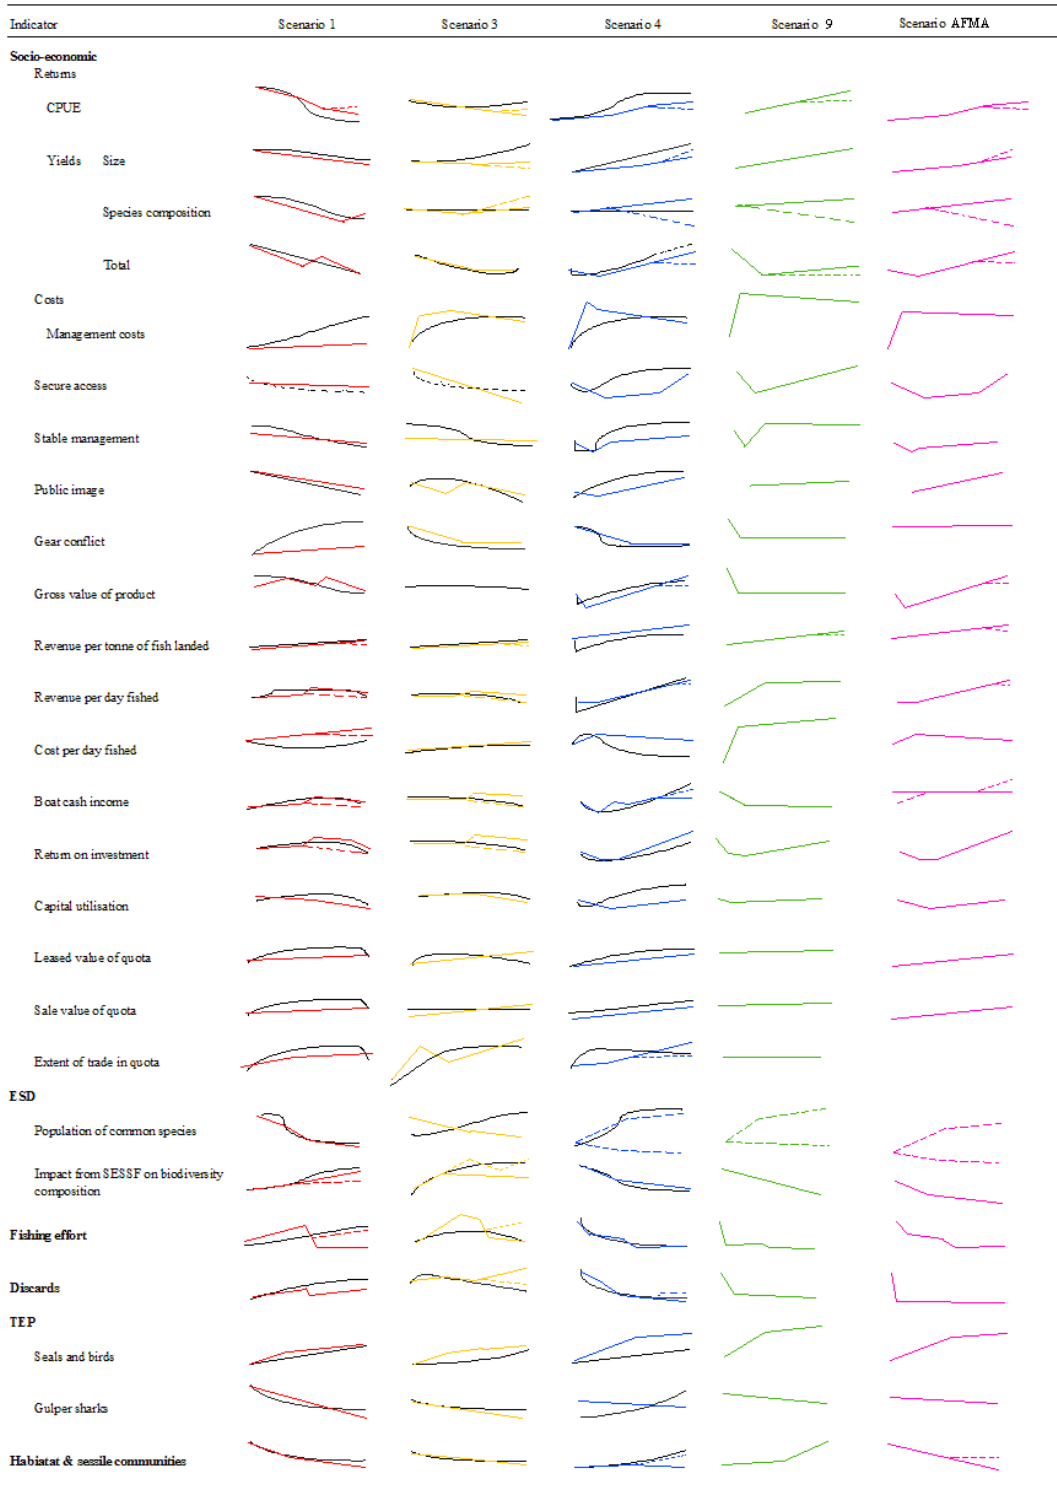 Indicator Scenario 1 Scenario 3 Scenario 4 Scenario 9 Scenario AFMA
Socio-economic
Returns
CPUE
Yields Size
Species composition
Total
Costs
Management costs
Secure access
Stable management
Public image
Gear conflict
Gross value of product
Revenue per tonne of fish landed
Revenue per day fished
Cost per day fished
Boat cash income
Return on investment
Capital utilisation
Leased value of quota
Sale value of quota
Extent of trade in quota
ESD
Population of common species
Impact from SESSF on biodiversity
composition
Fishing effort
Discards
TEP
Seals and birds
Gulper sharks
Habiatat & sessile communities